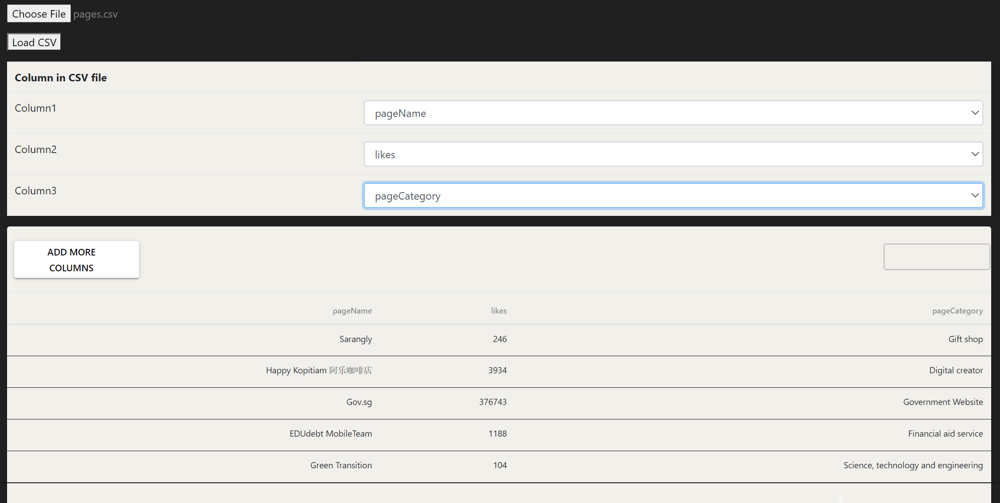 Choose File pages.csv
Load CSV
Column in CSV file
Column1 pageName
Column2 likes
Column3 pageCategory
ADD MORE
COLUMNS
pageName likes pageCategory
Sarangly 246 Gift shop
Happy Kopitiam 阿乐咖啡店 3934 Digital creator
Gov.sg 376743 Government Website
EDUdebt MobileTeam 1188 Financial aid service
Green Transition 104 Science, technology and engineering
5